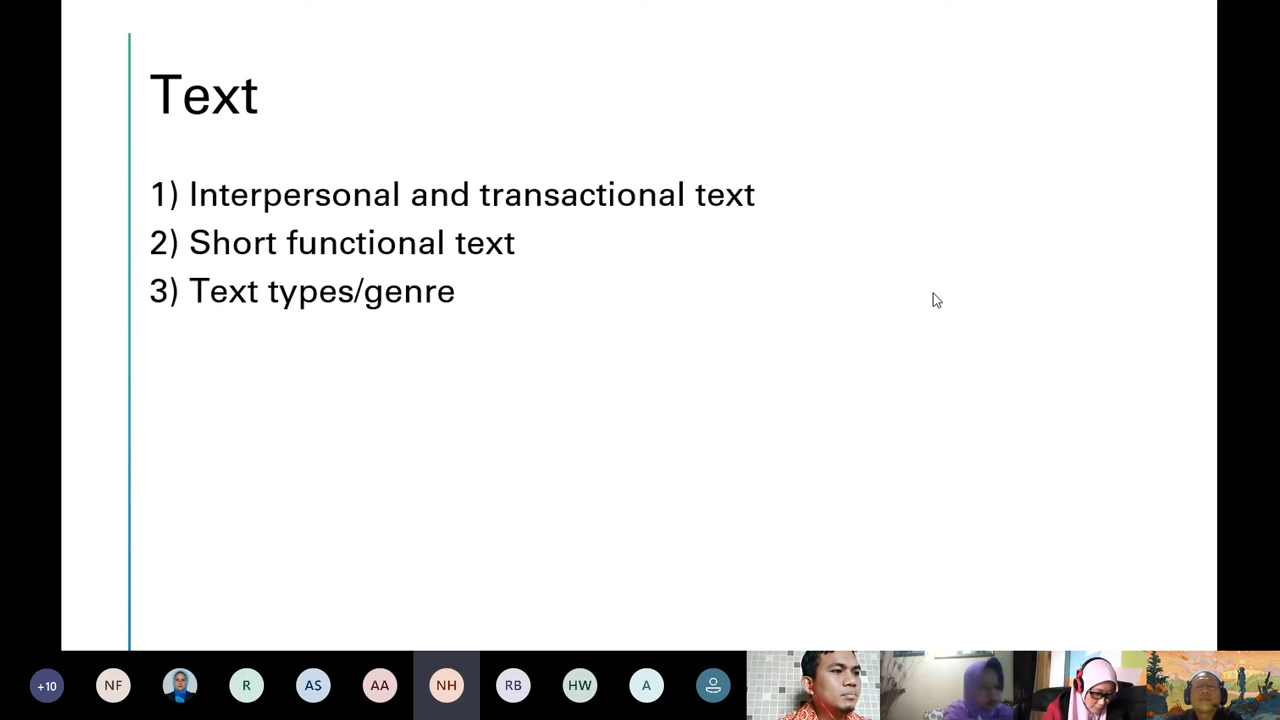 Text
1) Interpersonal and transactional text
2) Short functional text
3) Text types/genre
+10
NF
R
AS
AA
NH
RB
HW
A